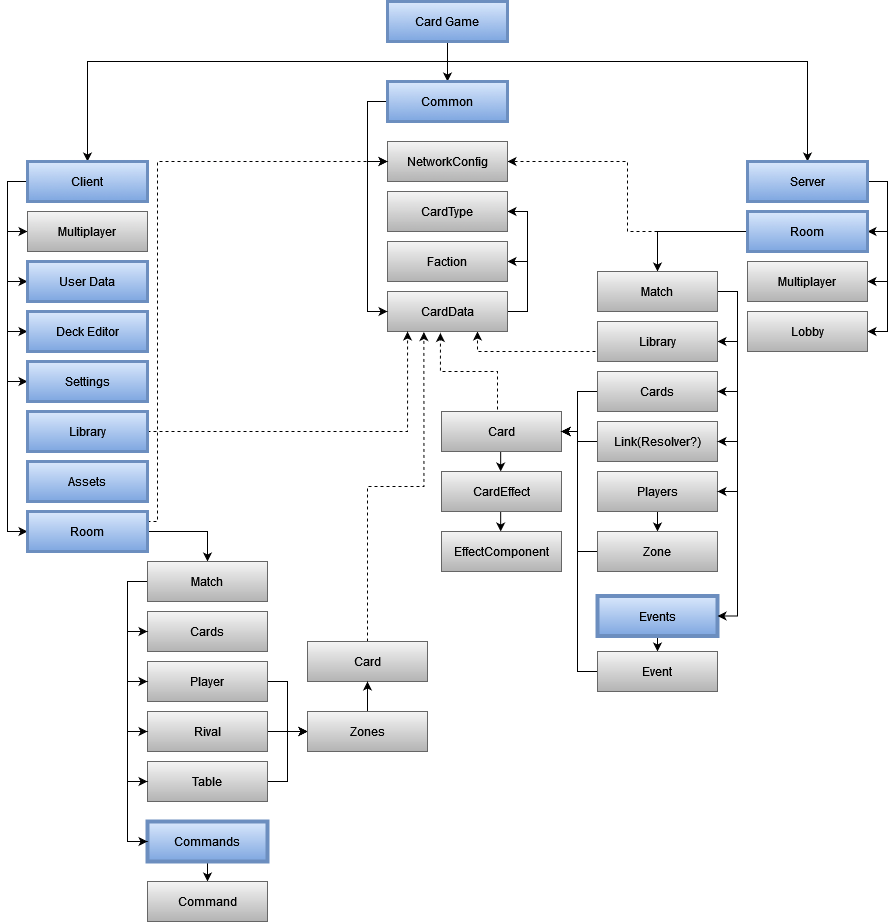 Card Game
Common
Client
Multiplayer
User Data
Deck Editor
Settings
Library
Assets
Room
Match
Cards
Player
Rival
Table
Commands
Command
Zones
Card
NetworkConfig
CardType
Faction
CardData
Server
Room
Multiplayer
Lobby
Match
Library
Cards
Link(Resolver?)
Players
Zone
Events
Event
Card
CardEffect
EffectComponent